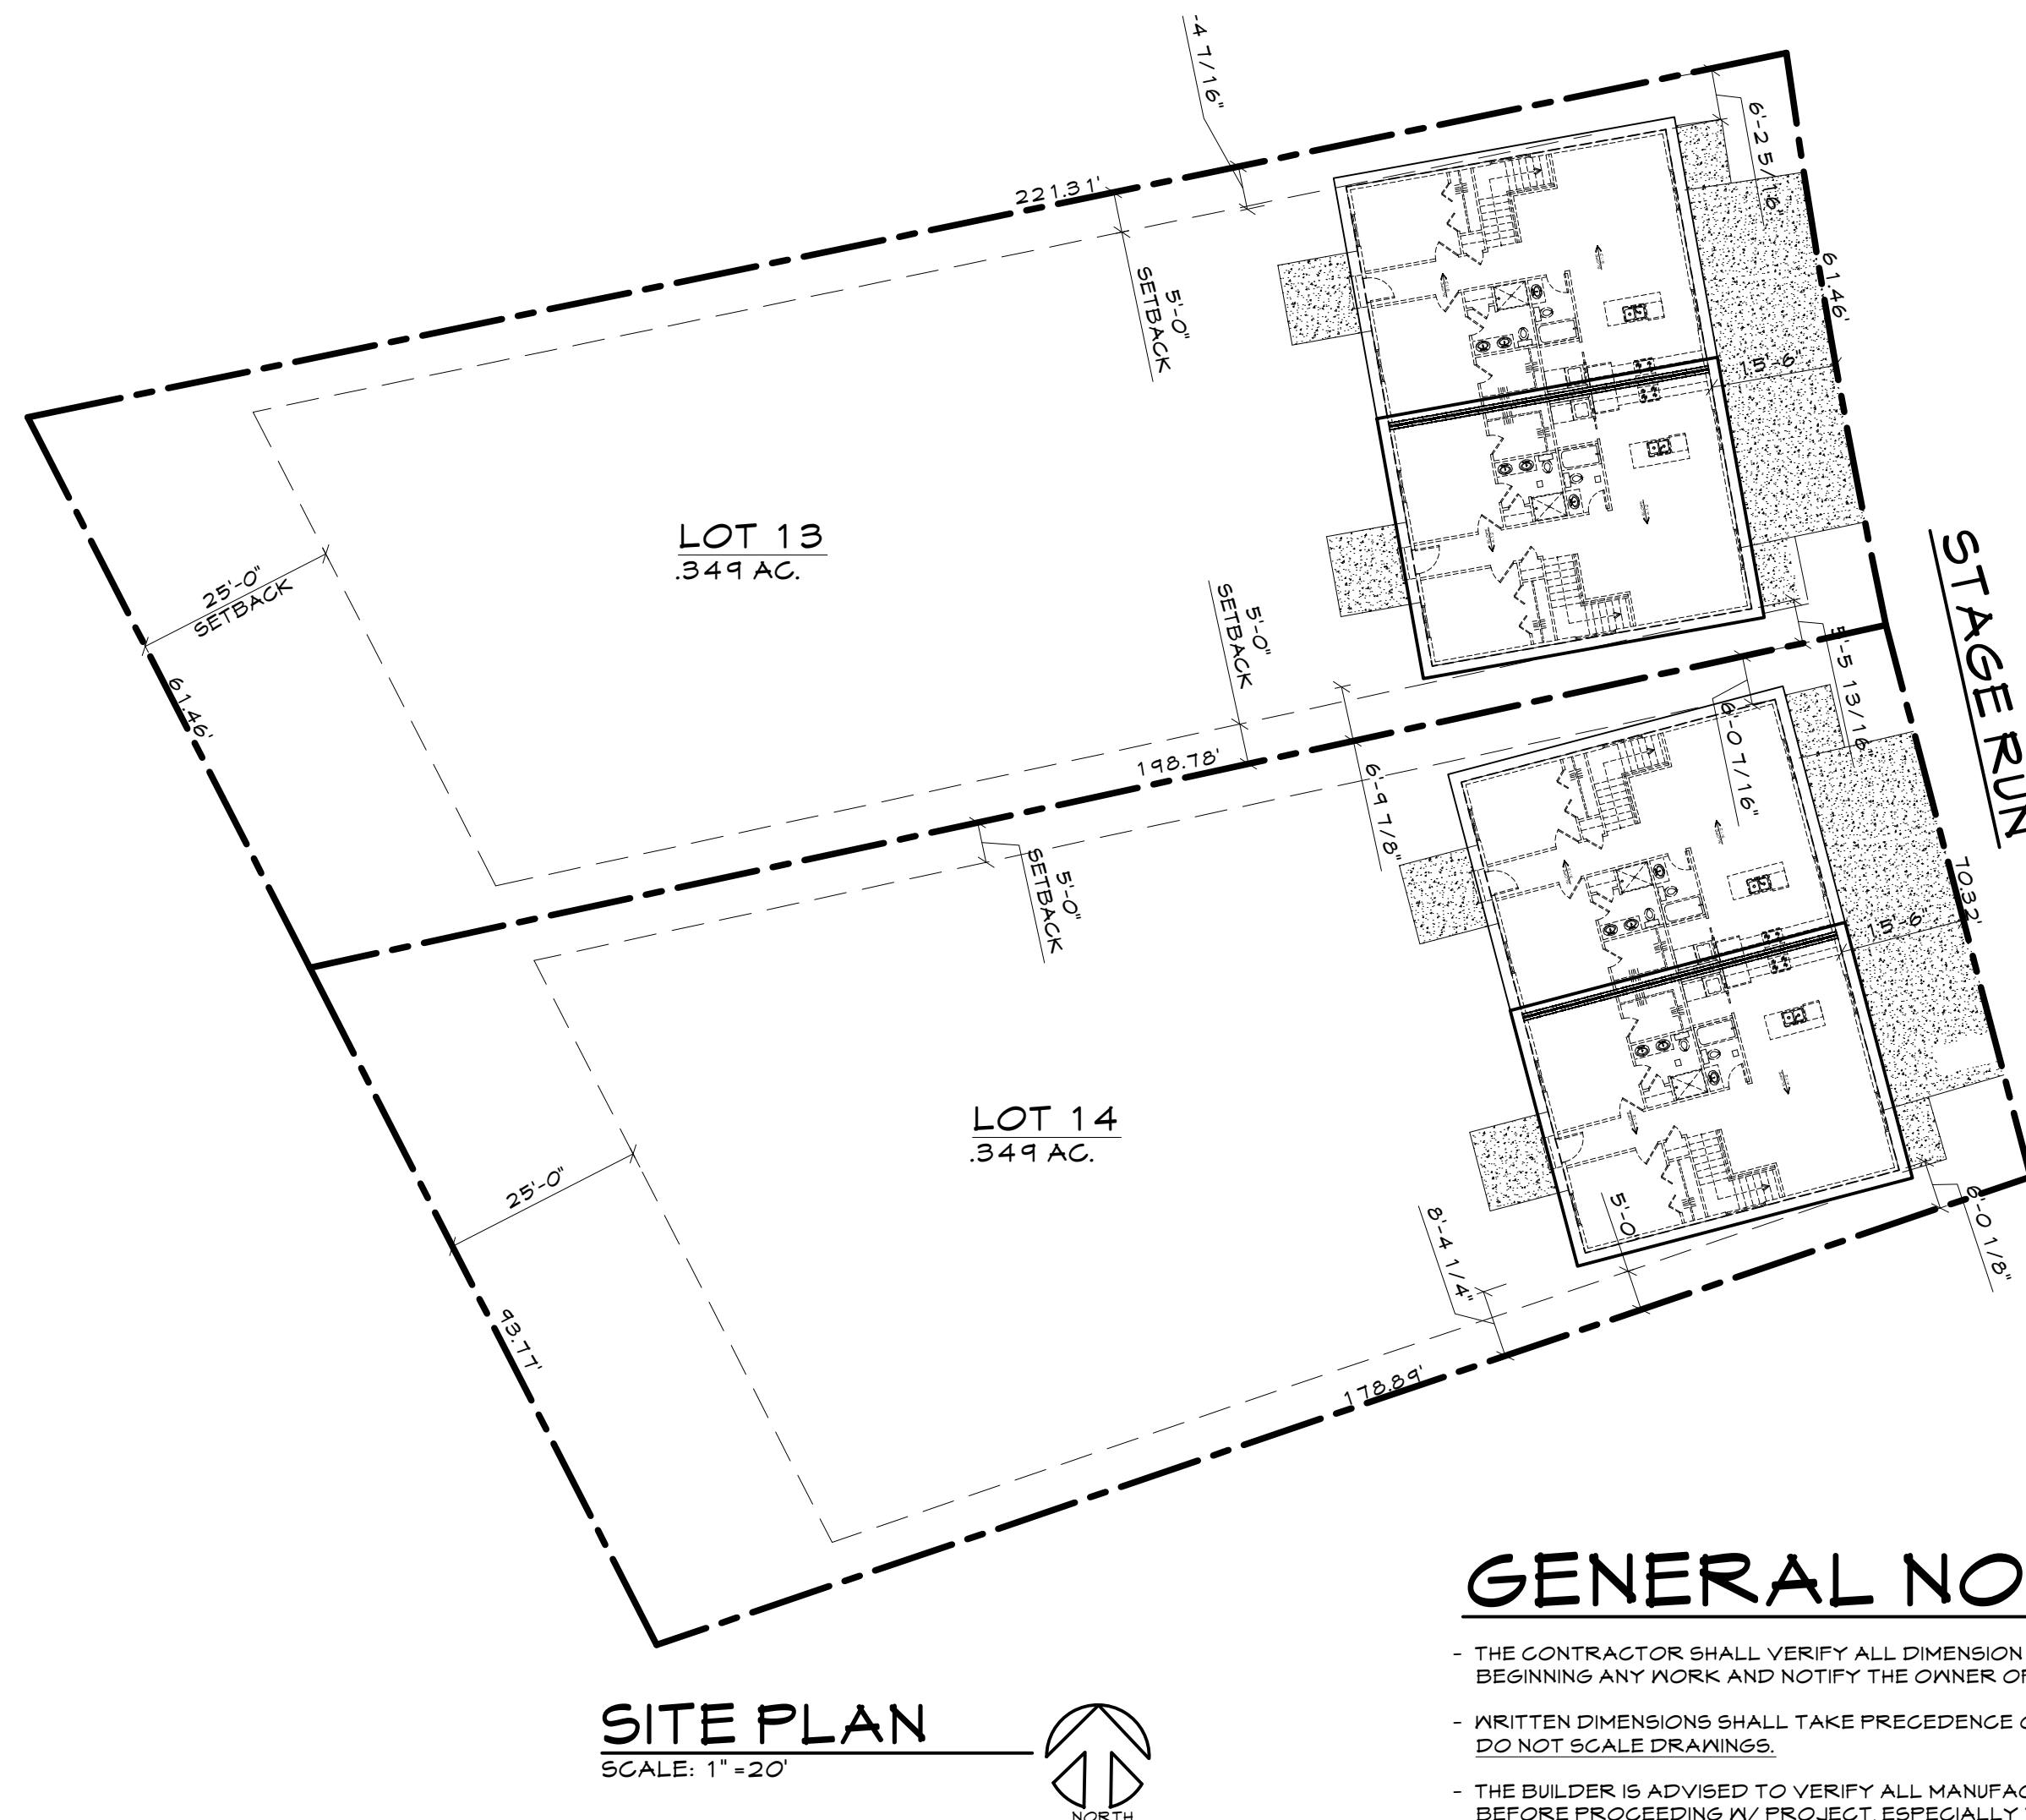 -4 7/16"
6'-2 5/16"
221.31'
5'-0"
SETBACK
61.46'
15'-6"
LOT 13
.349 AC.
STAGE RUN
25'-0"
SETBACK
5'-0"
SETBACK
5'-5 13/16"
61.46'
198.78'
6'-9 7/8"
6'-0 7/16"
5'-0"
SETBACK
70.32'
15'-6"
LOT 14
.349 AC.
25'-0"
8'-4 1/4"
5'-0"
6'-0 1/8"
93.77'
178.89'
GENERAL NO
- THE CONTRACTOR SHALL VERIFY ALL DIMENSION
BEGINNING ANY WORK AND NOTIFY THE OWNER OF
- WRITTEN DIMENSIONS SHALL TAKE PRECEDENCE
DO NOT SCALE DRAWINGS.
- THE BUILDER IS ADVISED TO VERIFY ALL MANUFAC
BEFORE PROCEEDING W/ PROJECT, ESPECIALLY
SITE PLAN
SCALE: 1"=20'
NORTH